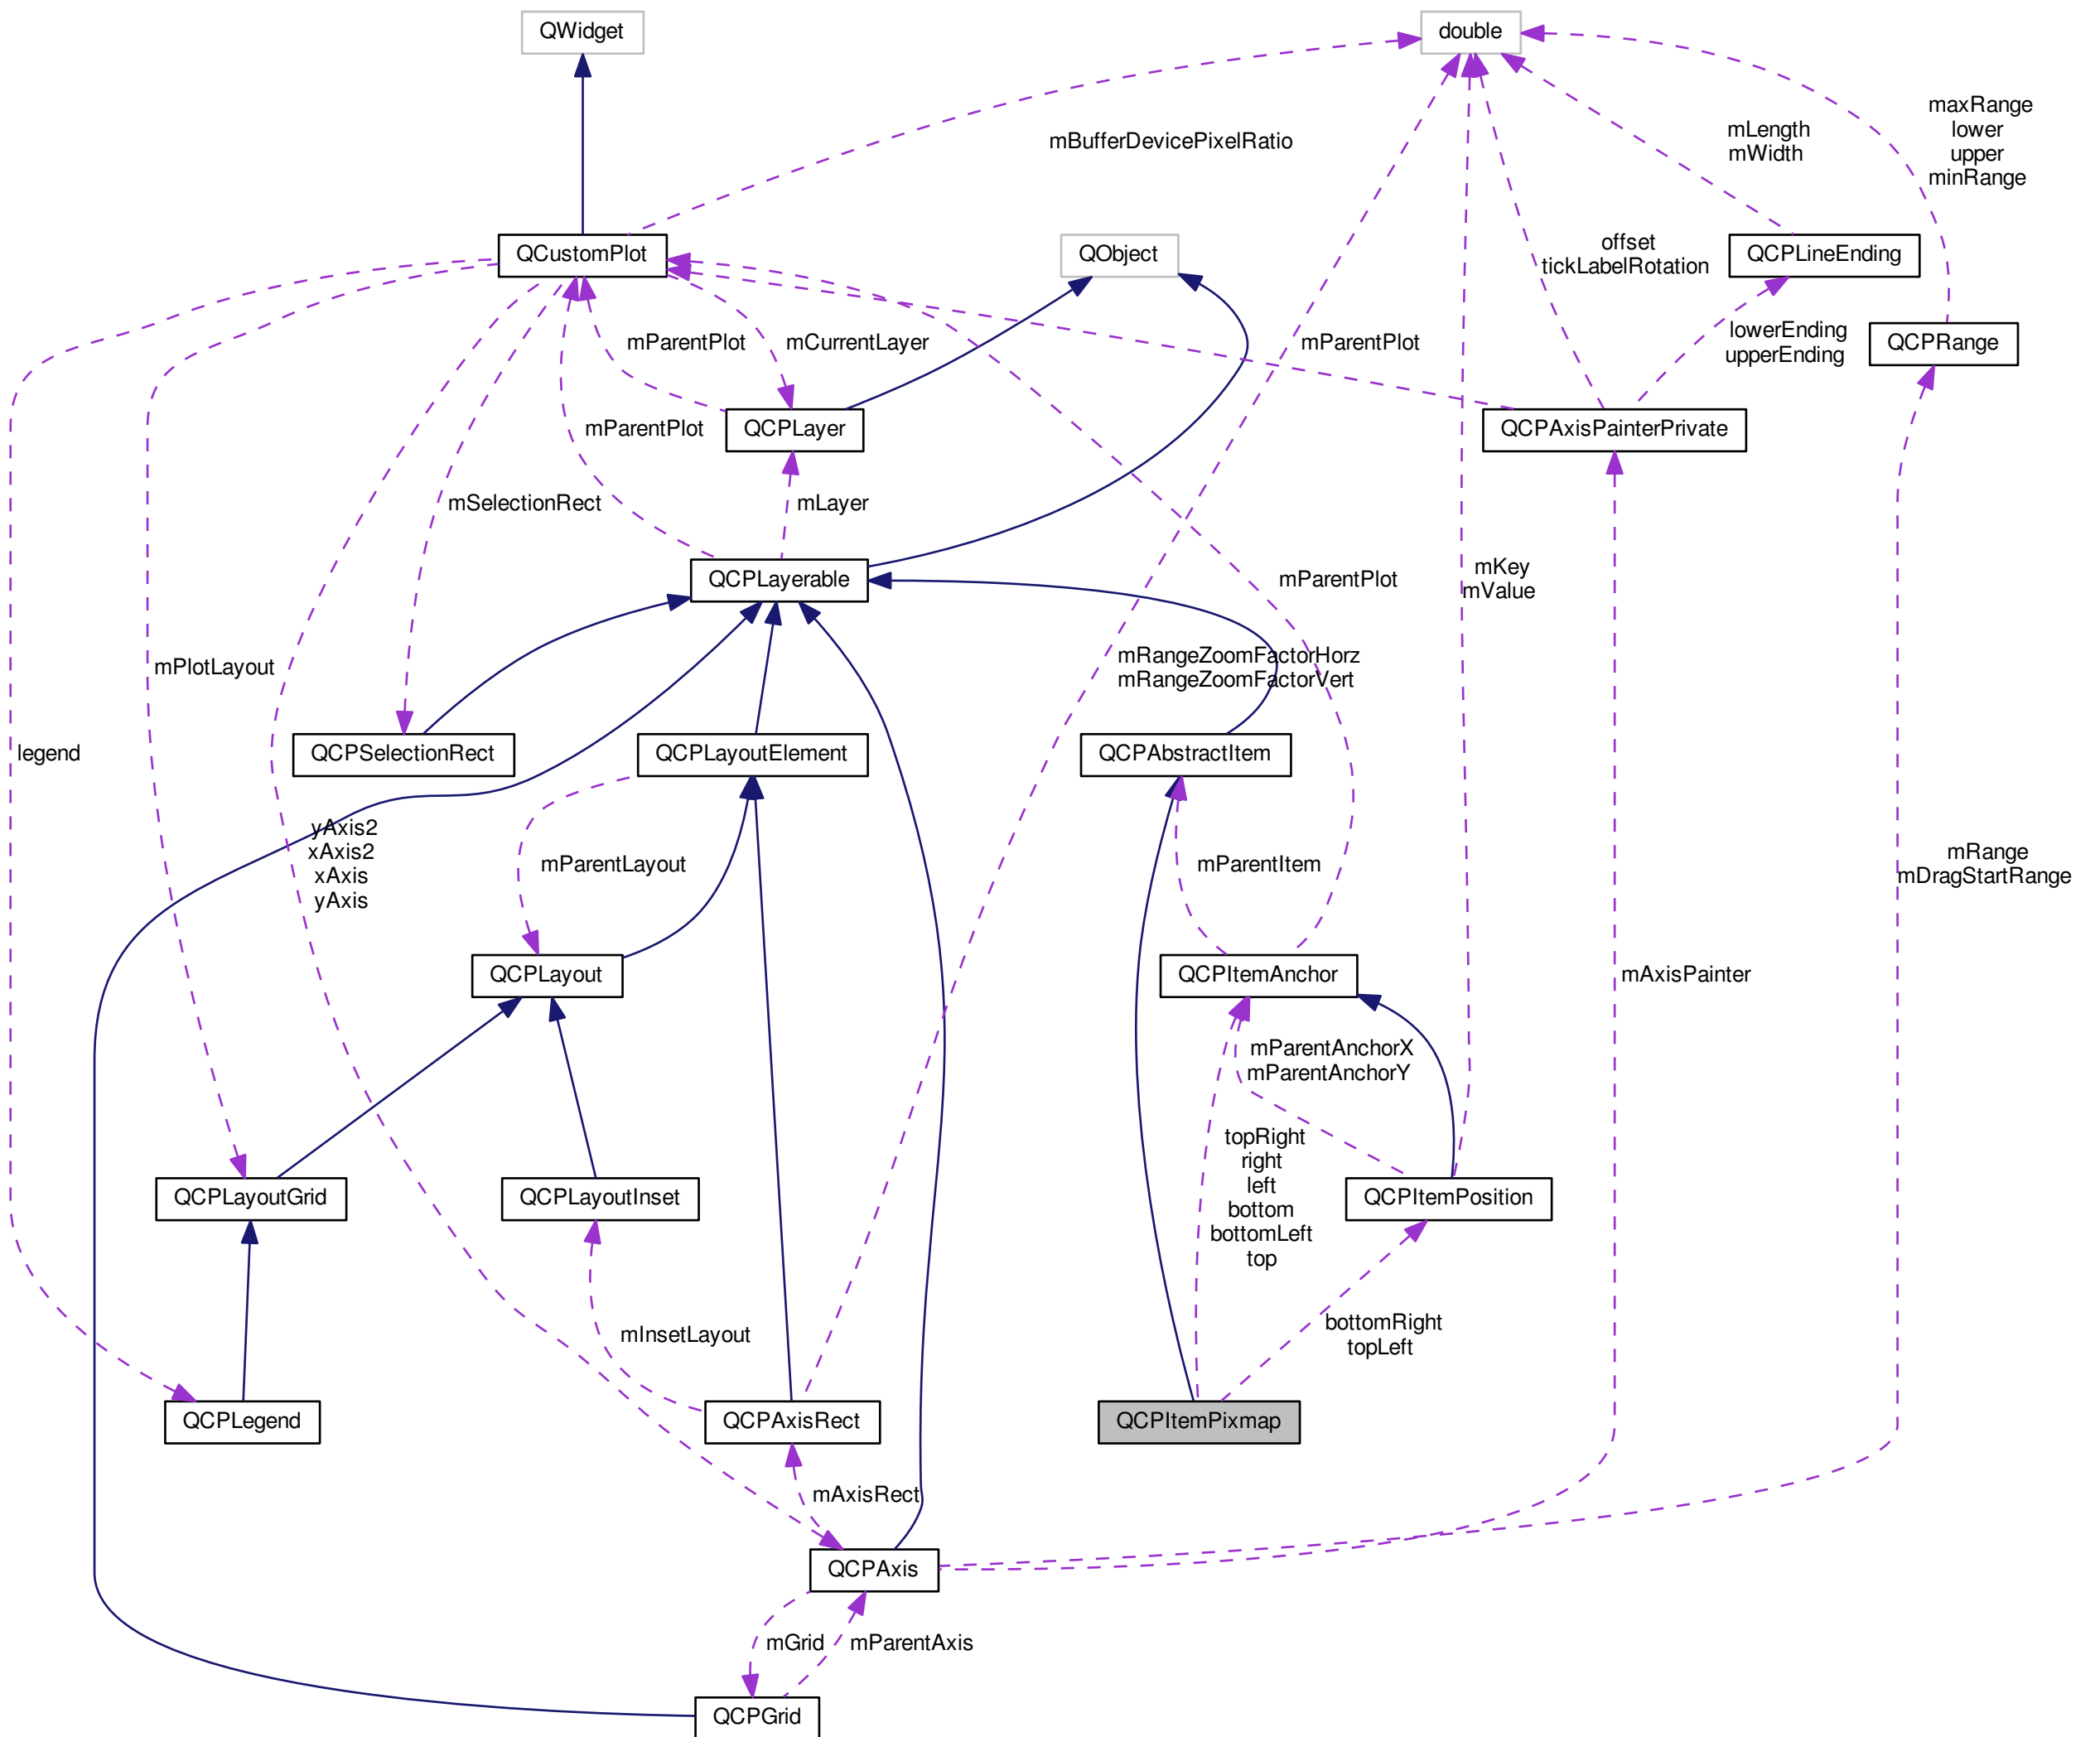 QWidget
double
maxRange
lower
upper
minRange
mLength
mWidth
mBufferDevicePixelRatio
QCustomPlot
QObject
offset
tickLabelRotation
QCPLineEnding
mParentPlot
mCurrentLayer
mParentPlot
lowerEnding
upperEnding
QCPRange
mParentPlot
QCPLayer
QCPAxisPainterPrivate
mSelectionRect
mLayer
QCPLayerable
mParentPlot
mKey
mValue
mPlotLayout
mRangeZoomFactorHorz
mRangeZoomFactorVert
legend
QCPSelectionRect
QCPLayoutElement
QCPAbstractItem
yAxis2
xAxis2
xAxis
yAxis
mParentLayout
mParentItem
mRange
mDragStartRange
QCPLayout
QCPItemAnchor
mAxisPainter
mParentAnchorX
mParentAnchorY
topRight
right
left
bottom
bottomLeft
top
QCPLayoutGrid
QCPLayoutInset
QCPItemPosition
mInsetLayout
bottomRight
topLeft
QCPLegend
QCPAxisRect
QCPItemPixmap
mAxisRect
QCPAxis
mGrid
mParentAxis
QCPGrid